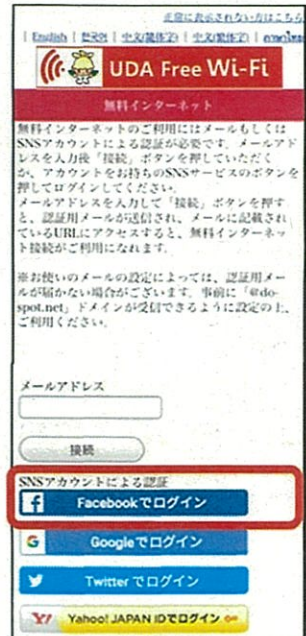 正常に表示されない方はこちら
| English | 한국어 | 中文(簡体字) | 中文(繁体字) | ภาษาไทย
UDA Free Wi-Fi
無料インターネット
無料インターネットのご利用にはメールもしくは
SNSアカウントによる認証が必要です。メールアド
レスを入力後「接続」ボタンを押していただく
か、アカウントをお持ちのSNSサービスのボタンを
押してログインしてください。
メールアドレスを入力して「接続」ボタンを押す
と、認証用メールが送信され、メールに記載され
ているURLにアクセスすると、無料インターネッ
ト接続がご利用になれます。
※お使いのメールの設定によっては、認証用メー
ルが届かない場合がございます。事前に「@do-
spot.net」ドメインが受信できるように設定の上、
ご利用ください。
メールアドレス
接続
SNSアカウントによる認証
f Facebookでログイン
G Googleでログイン
Twitter でログイン
Y! Yahoo! JAPAN IDでログイン